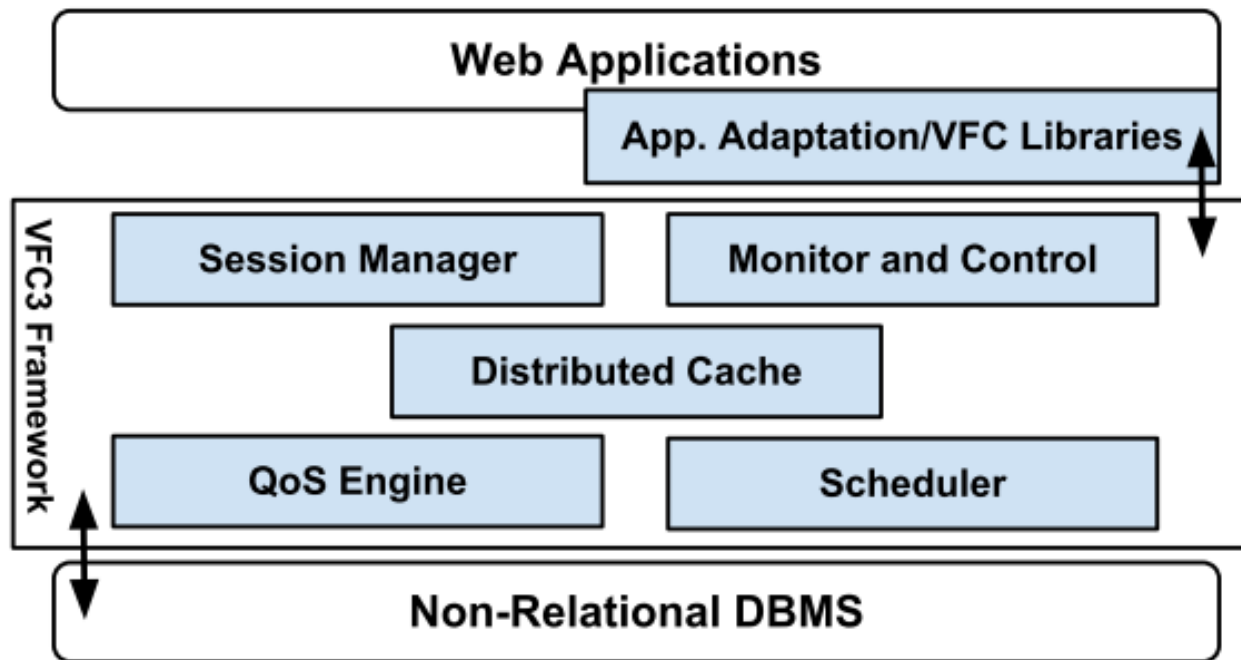 Web Applications
App. Adaptation/VFC Libraries
VFC3 Framework
Session Manager
Monitor and Control
Distributed Cache
QoS Engine
Scheduler
Non-Relational DBMS